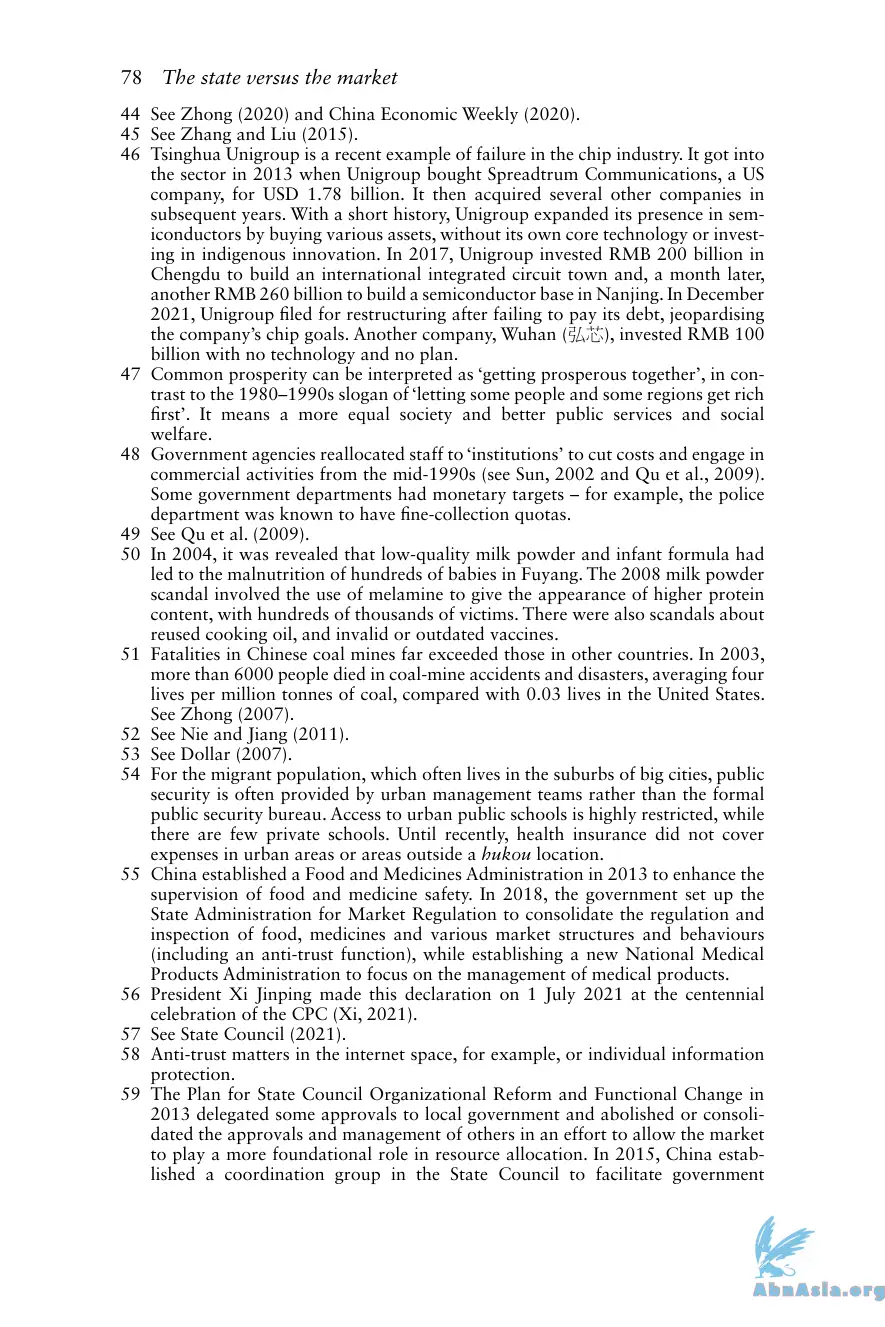 78 The state versus the market
44 See Zhong (2020) and China Economic Weekly (2020).
45 See Zhang and Liu (2015).
46 Tsinghua Unigroup is a recent example of failure in the chip industry. It got into
the sector in 2013 when Unigroup bought Spreadtrum Communications, a US
company, for USD 1.78 billion. It then acquired several other companies in
subsequent years. With a short history, Unigroup expanded its presence in sem-
iconductors by buying various assets, without its own core technology or invest-
ing in indigenous innovation. In 2017, Unigroup invested RMB 200 billion in
Chengdu to build an international integrated circuit town and, a month later,
another RMB 260 billion to build a semiconductor base in Nanjing. In December
2021, Unigroup filed for restructuring after failing to pay its debt, jeopardising
the company’s chip goals. Another company, Wuhan (弘芯), invested RMB 100
billion with no technology and no plan.
47 Common prosperity can be interpreted as ‘getting prosperous together’, in con-
trast to the 1980–1990s slogan of ‘letting some people and some regions get rich
first’. It means a more equal society and better public services and social
welfare.
48 Government agencies reallocated staff to ‘institutions’ to cut costs and engage in
commercial activities from the mid-1990s (see Sun, 2002 and Qu et al., 2009).
Some government departments had monetary targets – for example, the police
department was known to have fine-collection quotas.
49 See Qu et al. (2009).
50 In 2004, it was revealed that low-quality milk powder and infant formula had
led to the malnutrition of hundreds of babies in Fuyang. The 2008 milk powder
scandal involved the use of melamine to give the appearance of higher protein
content, with hundreds of thousands of victims. There were also scandals about
reused cooking oil, and invalid or outdated vaccines.
51 Fatalities in Chinese coal mines far exceeded those in other countries. In 2003,
more than 6000 people died in coal-mine accidents and disasters, averaging four
lives per million tonnes of coal, compared with 0.03 lives in the United States.
See Zhong (2007).
52 See Nie and Jiang (2011).
53 See Dollar (2007).
54 For the migrant population, which often lives in the suburbs of big cities, public
security is often provided by urban management teams rather than the formal
public security bureau. Access to urban public schools is highly restricted, while
there are few private schools. Until recently, health insurance did not cover
expenses in urban areas or areas outside a hukou location.
55 China established a Food and Medicines Administration in 2013 to enhance the
supervision of food and medicine safety. In 2018, the government set up the
State Administration for Market Regulation to consolidate the regulation and
inspection of food, medicines and various market structures and behaviours
(including an anti-trust function), while establishing a new National Medical
Products Administration to focus on the management of medical products.
56 President Xi Jinping made this declaration on 1 July 2021 at the centennial
celebration of the CPC (Xi, 2021).
57 See State Council (2021).
58 Anti-trust matters in the internet space, for example, or individual information
protection.
59 The Plan for State Council Organizational Reform and Functional Change in
2013 delegated some approvals to local government and abolished or consoli-
dated the approvals and management of others in an effort to allow the market
to play a more foundational role in resource allocation. In 2015, China estab-
lished a coordination group in the State Council to facilitate government
AbnAsia.org